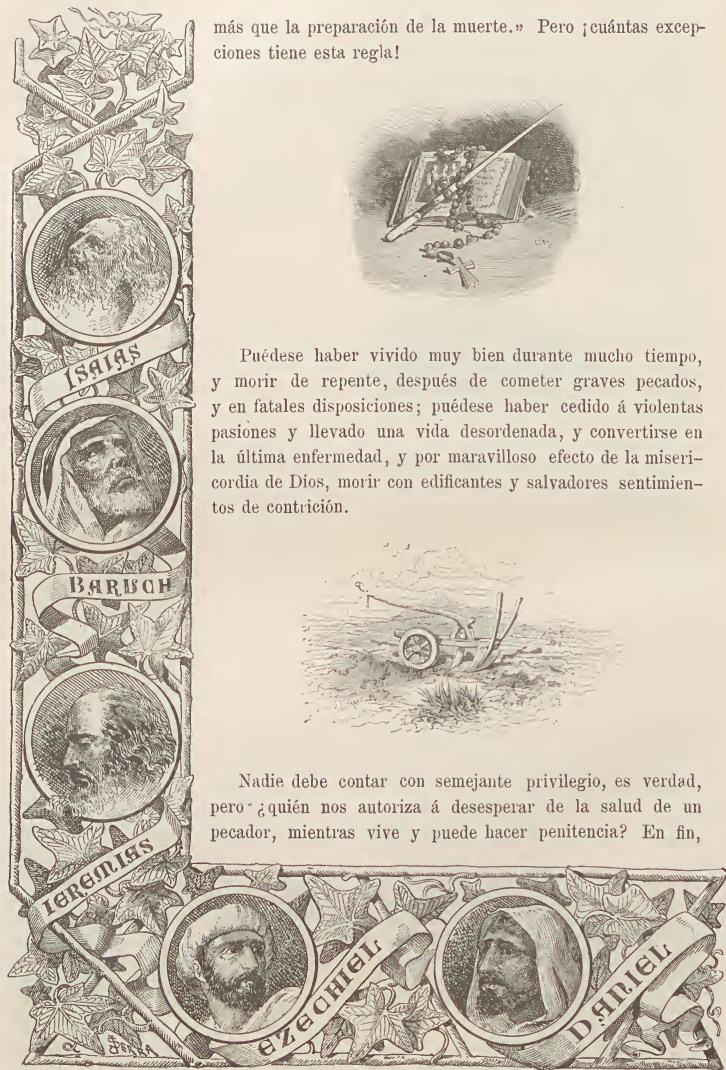 más que la preparación de la muerte.» Pero ¡cuántas excep-
ciones tiene esta regla!
Puédese haber vivido muy bien durante mucho tiempo,
y morir de repente, después de cometer graves pecados,
y en fatales disposiciones; puédese haber cedido á violentas
pasiones y llevado una vida desordenada, y convertirse en
la última enfermedad, y por maravilloso efecto de la miseri-
cordia de Dios, morir con edificantes y salvadores sentimien-
tos de contrición.
Nadie debe contar con semejante privilegio, es verdad,
pero ¿quién nos autoriza á desesperar de la salud de un
pecador, mientras vive y puede hacer penitencia? En fin,
ISAIAS
BARUCH
IEREMIAS
EZECHIEL
DANIEL